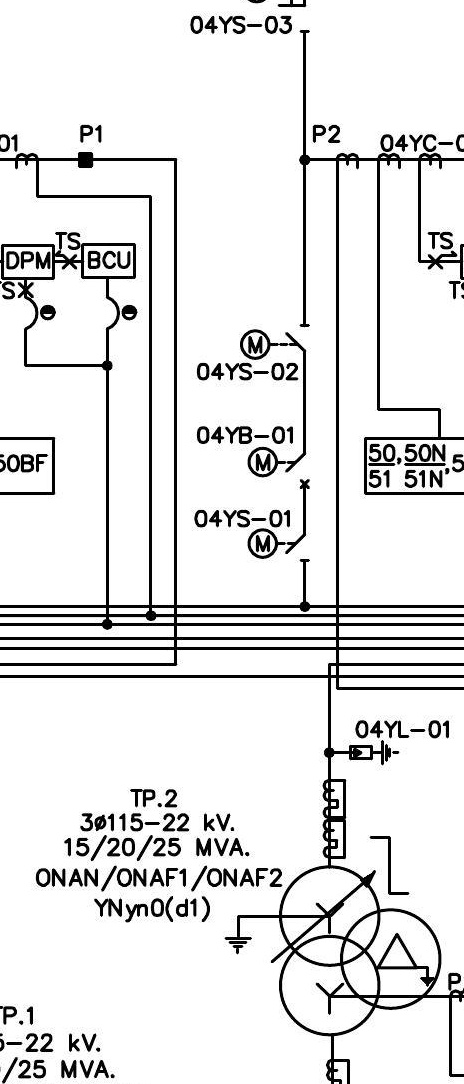 04YS-03
01
P1
P2
04YC-0
TS
DPM
BCU
TS
M
04YS-02
04YB-01
M
50BF
50,50N
51 51N
,5
04YS-01
M
04YL-01
TP.2
3ø115-22 kV.
15/20/25 MVA.
ONAN/ONAF1/ONAF2
YNyn0(d1)
TP.1
5-22 kV.
/25 MVA.